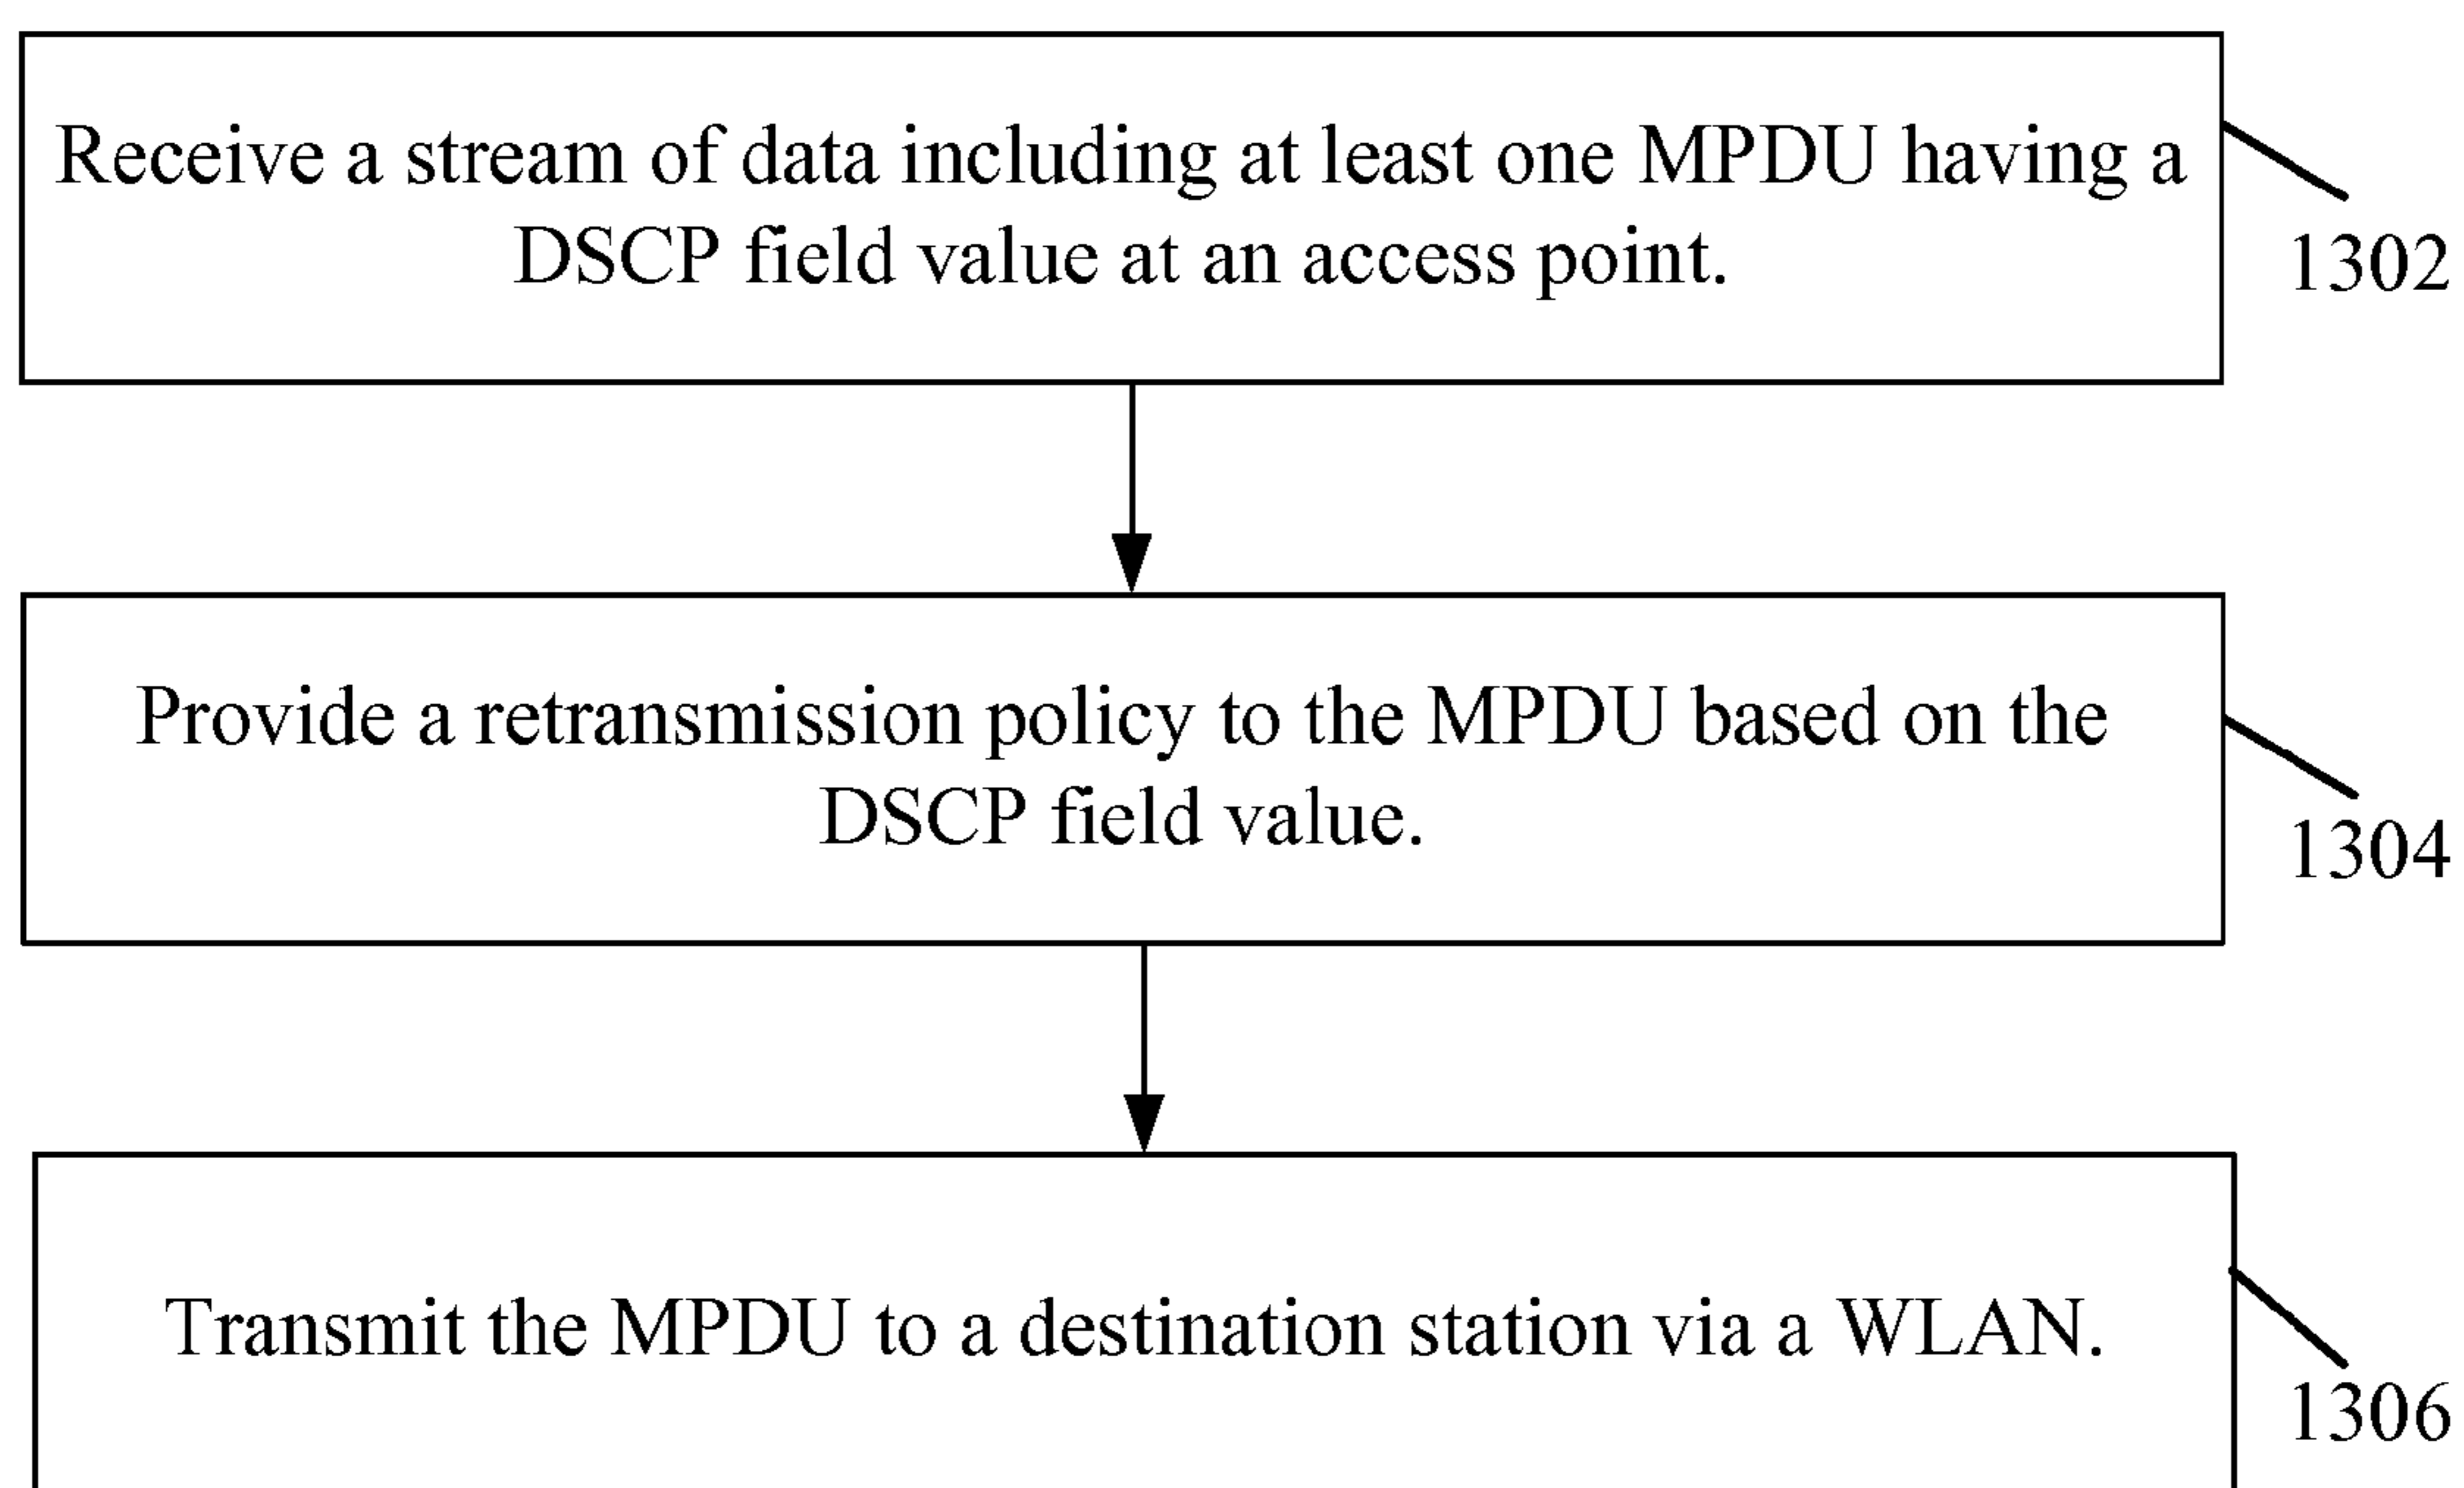 Receive a stream of data including at least one MPDU having a
DSCP field value at an access point.
1302
Provide a retransmission policy to the MPDU based on the
DSCP field value.
1304
Transmit the MPDU to a destination station via a WLAN.
1306